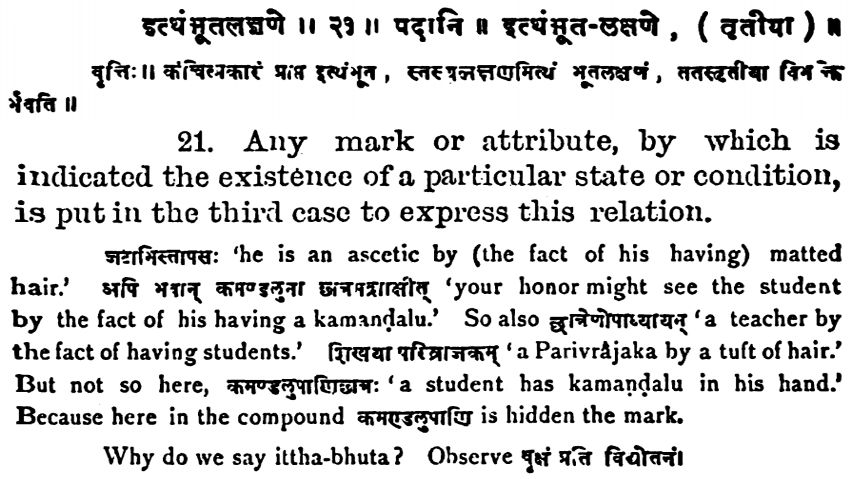 इत्थंभूतलक्षणे ॥ २१ ॥ पदानि ॥ इत्थंभूत-लक्षणे , ( तृतीया ) ॥
वृत्तिः ॥ कंचित्प्रकारं प्राप्त इत्थंभूत , स्तस्यलक्षणमित्थं भूतलक्षणं , ततस्तृतीया विभक्ति
र्भवति ॥
21. Any mark or attribute, by which is
indicated the existence of a particular state or condition,
is put in the third case to express this relation.
जटाभिस्तापसः 'he is an ascetic by (the fact of his having) matted
hair.' अपि भवान् कमण्डलुना छात्रमद्राक्षीत् 'your honor might see the student
by the fact of his having a kamaṇḍalu.' So also छात्रेणोपाध्यायन् 'a teacher by
the fact of having students.' शिखया परिव्राजकम् 'a Parivrâjaka by a tuft of hair.'
But not so here, कमण्डलुपाणिछात्रः 'a student has kamaṇḍalu in his hand.'
Because here in the compound कमण्डलुपाणि is hidden the mark.
Why do we say ittha-bhuta? Observe वृक्षं प्रति विद्योतनं।